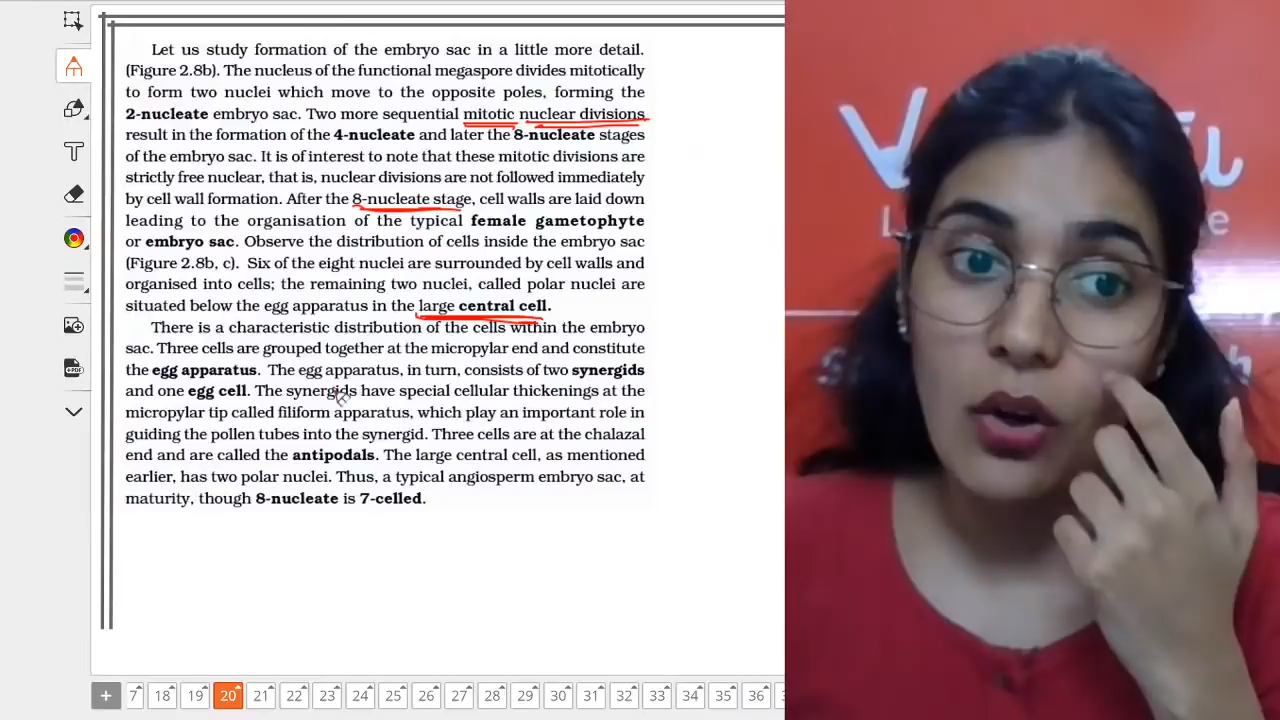 Let us study formation of the embryo sac in a little more detail.
(Figure 2.8b). The nucleus of the functional megaspore divides mitotically
to form two nuclei which move to the opposite poles, forming the
2-nucleate embryo sac. Two more sequential mitotic nuclear divisions
result in the formation of the 4-nucleate and later the 8-nucleate stages
of the embryo sac. It is of interest to note that these mitotic divisions are
strictly free nuclear, that is, nuclear divisions are not followed immediately
by cell wall formation. After the 8-nucleate stage, cell walls are laid down
leading to the organisation of the typical female gametophyte
or embryo sac. Observe the distribution of cells inside the embryo sac
(Figure 2.8b, c). Six of the eight nuclei are surrounded by cell walls and
organised into cells; the remaining two nuclei, called polar nuclei are
situated below the egg apparatus in the large central cell.
There is a characteristic distribution of the cells within the embryo
sac. Three cells are grouped together at the micropylar end and constitute
the egg apparatus. The egg apparatus, in turn, consists of two synergids
and one egg cell. The synergids have special cellular thickenings at the
micropylar tip called filiform apparatus, which play an important role in
guiding the pollen tubes into the synergid. Three cells are at the chalazal
end and are called the antipodals. The large central cell, as mentioned
earlier, has two polar nuclei. Thus, a typical angiosperm embryo sac, at
maturity, though 8-nucleate is 7-celled.
+ 7 18 19 20 21 22 23 24 25 26 27 28 29 30 31 32 33 34 35 36